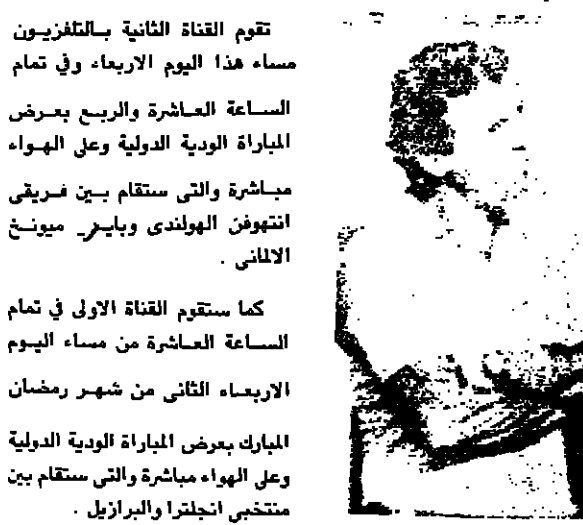 تقوم القناة الثانية بالتلفزيون
مساء هذا اليوم الاربعاء وفي تمام
الساعة العاشرة والربع بعرض
المباراة الودية الدولية وعلى الهواء
مباشرة والتى ستقام بين فريقى
انتهوفن الهولندى وبايرن ميونخ
الالمانى .
كما ستقوم القناة الاولى في تمام
الساعة العاشرة من مساء اليوم
الاربعاء الثانى من شهر رمضان
المبارك بعرض المباراة الودية الدولية
وعلى الهواء مباشرة والتى ستقام بين
منتخبي انجلترا والبرازيل .